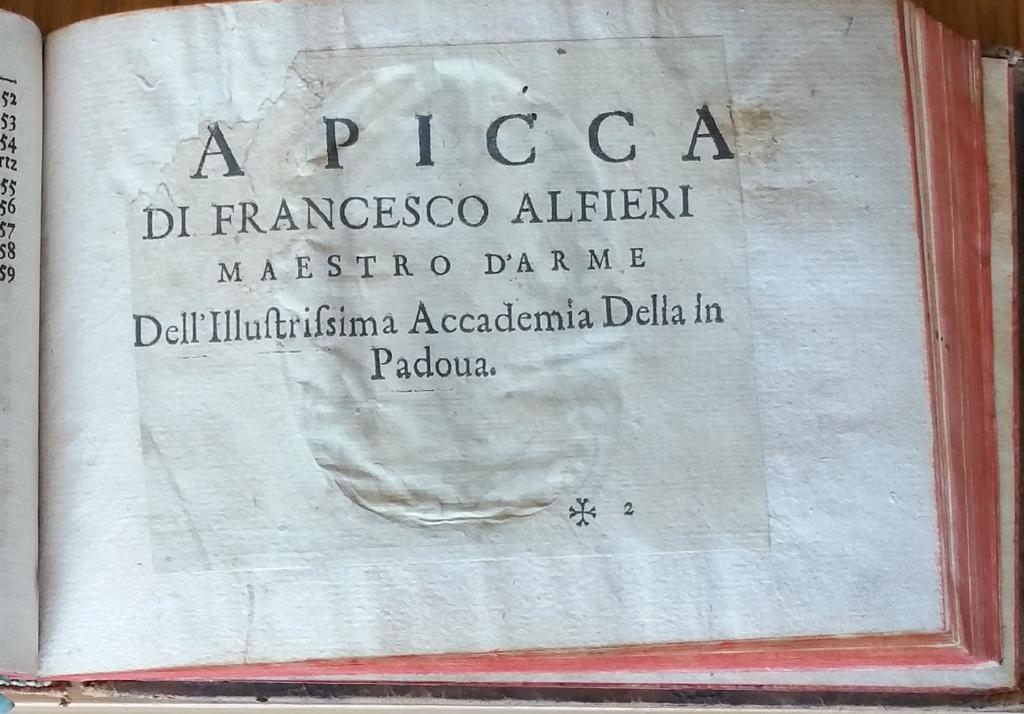 52
53
54
rtz
55
56
57
58
59
A PICCA
DI FRANCESCO ALFIERI
MAESTRO D'ARME
Dell'Illuſtriſsima Accademia Della in
Padoua.
✠ 2